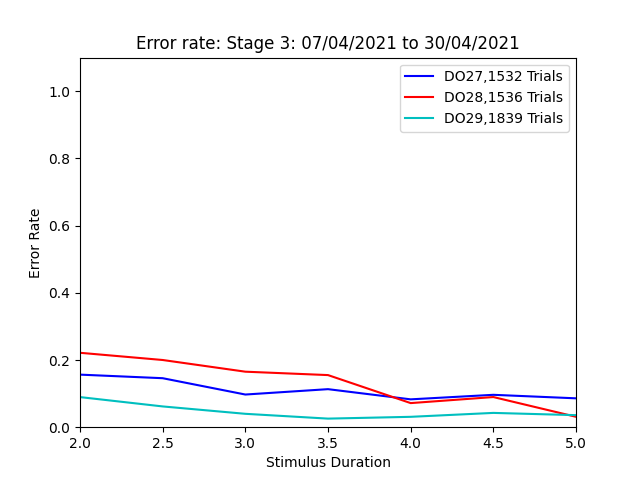 Error rate: Stage 3: 07/04/2021 to 30/04/2021
DO27,1532 Trials
DO28,1536 Trials
DO29,1839 Trials
1.0
0.8
0.6
0.4
0.2
0.0
Error Rate
2.0 2.5 3.0 3.5 4.0 4.5 5.0
Stimulus Duration